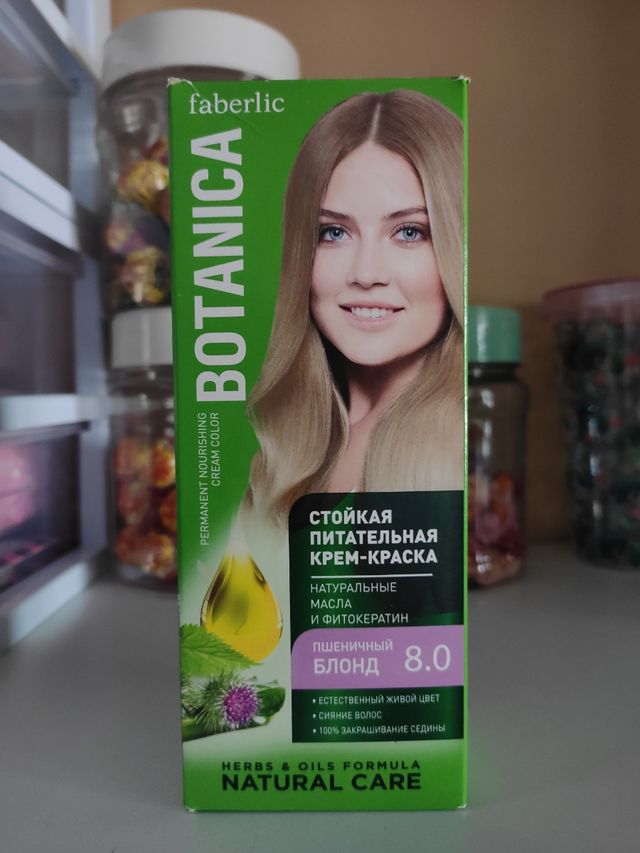 faberlic
BOTANICA
PERMANENT NOURISHING
CREAM COLOR
СТОЙКАЯ
ПИТАТЕЛЬНАЯ
КРЕМ-КРАСКА
НАТУРАЛЬНЫЕ
МАСЛА
И ФИТОКЕРАТИН
ПШЕНИЧНЫЙ
БЛОНД 8.0
• ЕСТЕСТВЕННЫЙ ЖИВОЙ ЦВЕТ
• СИЯНИЕ ВОЛОС
• 100% ЗАКРАШИВАНИЕ СЕДИНЫ
HERBS & OILS FORMULA
NATURAL CARE